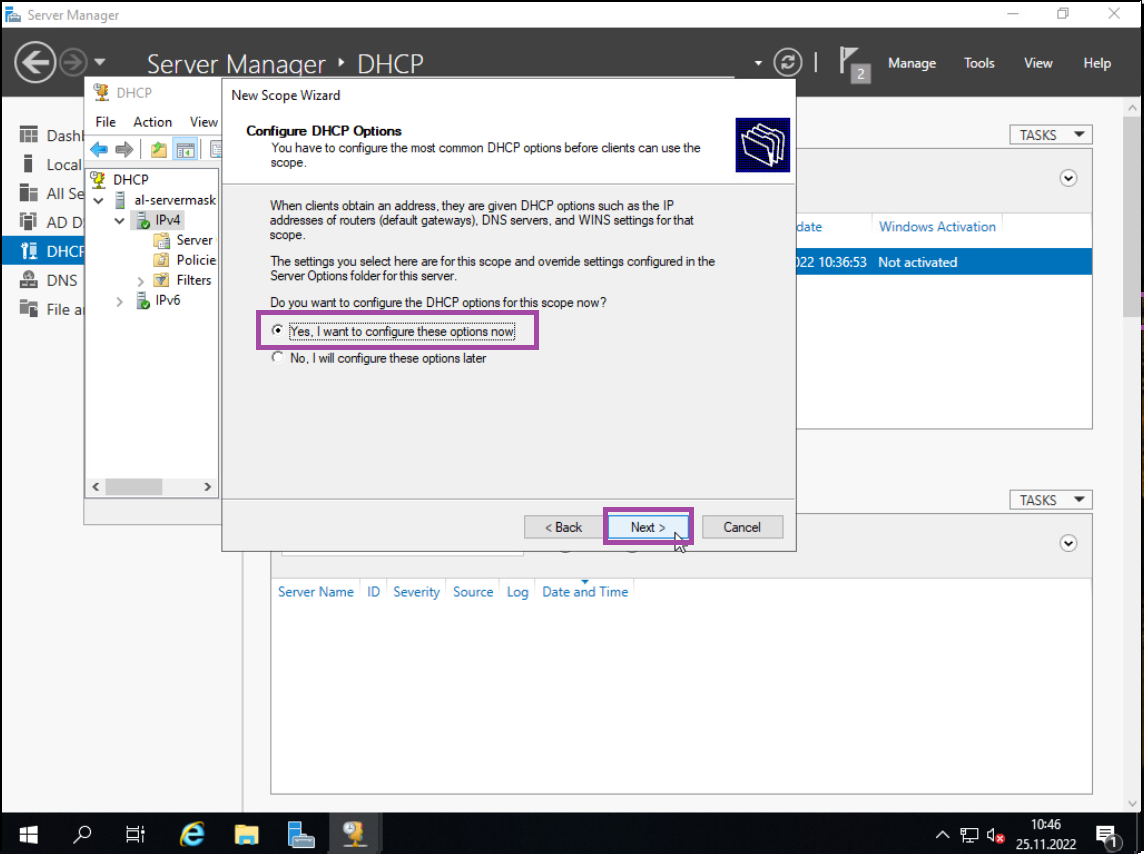 Server Manager
Server Manager DHCP
2
Manage Tools View Help
DHCP
File Action View
DHCP
al-servermask
IPv4
Server
Policie
Filters
IPv6
Dash
Local
All Se
AD D
DHCP
DNS
File a
New Scope Wizard
Configure DHCP Options
You have to configure the most common DHCP options before clients can use the
scope.
When clients obtain an address, they are given DHCP options such as the IP
addresses of routers (default gateways), DNS servers, and WINS settings for that
scope.
The settings you select here are for this scope and override settings configured in the
Server Options folder for this server.
Do you want to configure the DHCP options for this scope now?
Yes, I want to configure these options now
No, I will configure these options later
< Back Next > Cancel
TASKS
date Windows Activation
022 10:36:53 Not activated
TASKS
Server Name ID Severity Source Log Date and Time
10:46
25.11.2022
1